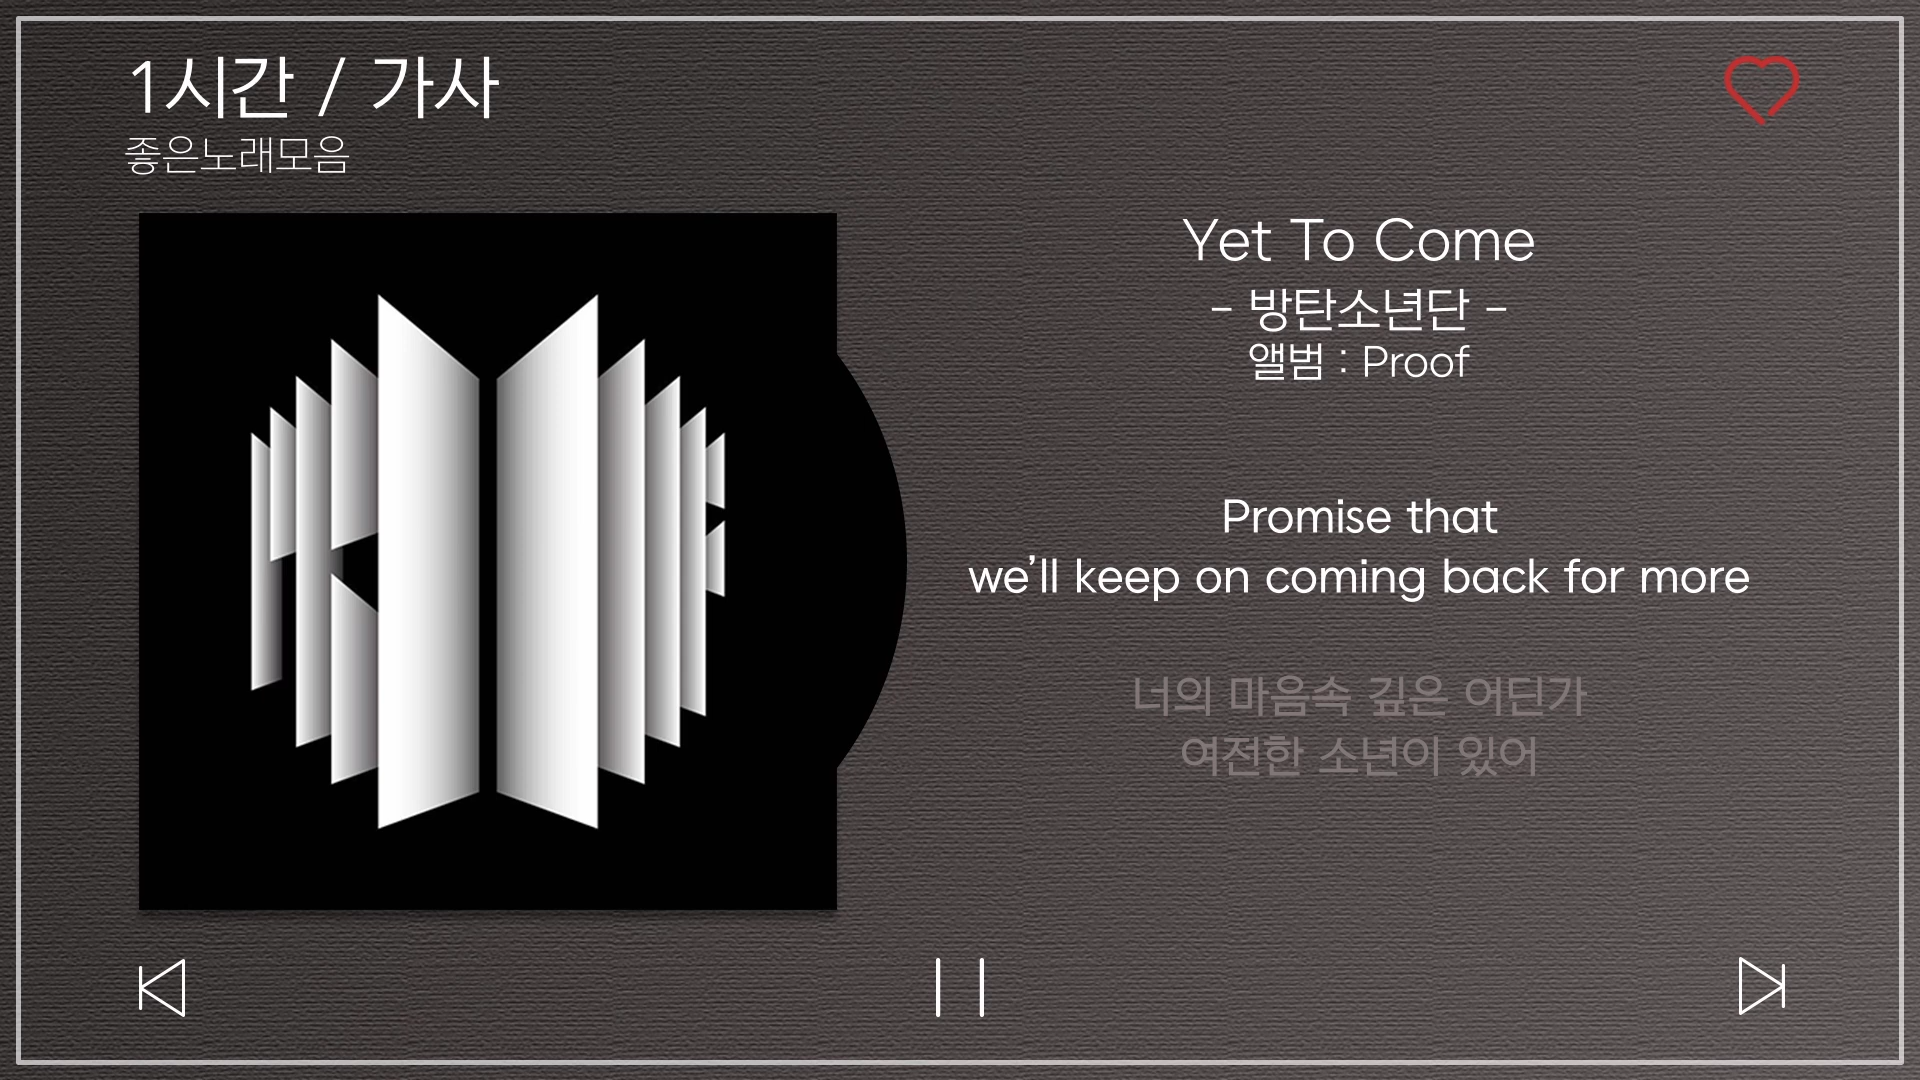 1시간 / 가사
좋은노래모음
Yet To Come
- 방탄소년단 -
앨범 : Proof
Promise that
we’ll keep on coming back for more
너의 마음속 깊은 어딘가
여전한 소년이 있어